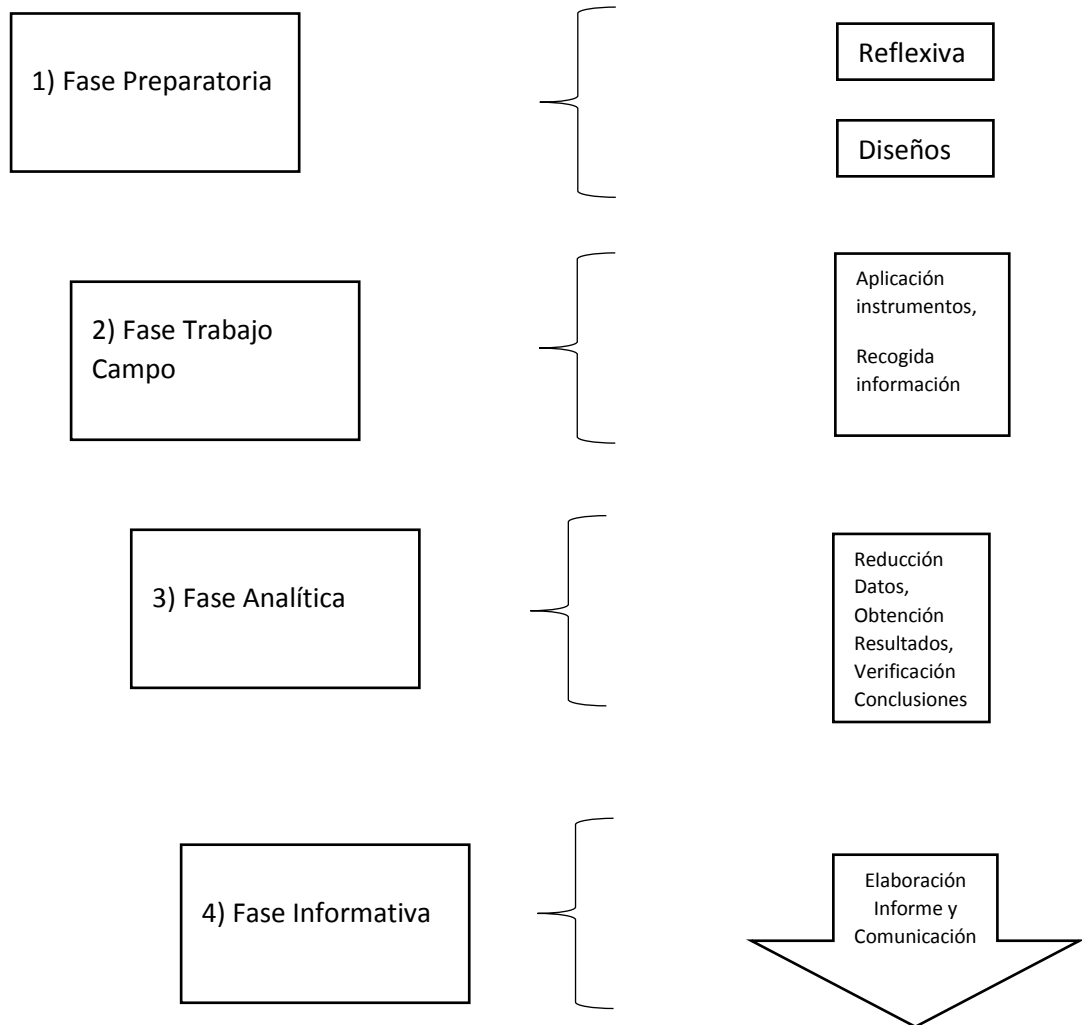 1) Fase Preparatoria
Reflexiva
Diseños
2) Fase Trabajo
Campo
Aplicación
instrumentos,
Recogida
información
3) Fase Analítica
Reducción
Datos,
Obtención
Resultados,
Verificación
Conclusiones
4) Fase Informativa
Elaboración
Informe y
Comunicación